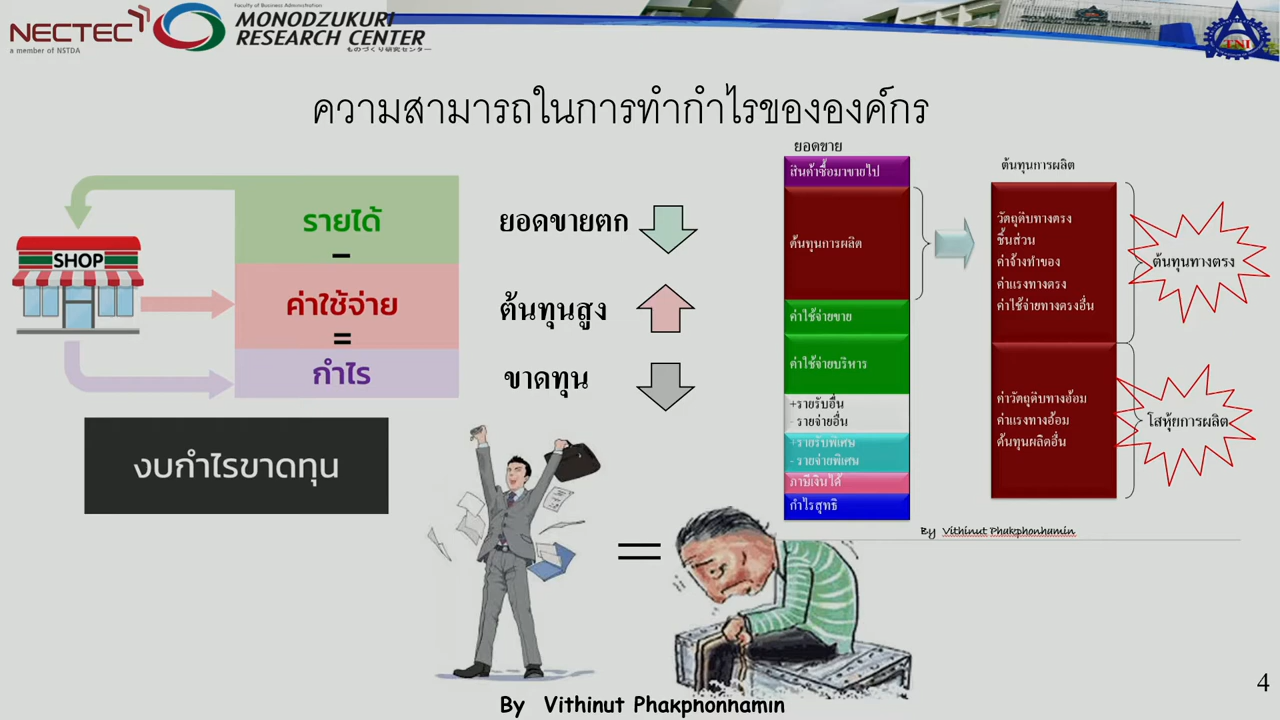 NECTEC
a member of NSTDA
Faculty of Business Administration
MONODZUKURI
RESEARCH CENTER
ものづくり研究センター
TNI
ความสามารถในการทำกำไรขององค์กร
รายได้
-
ค่าใช้จ่าย
=
กำไร
SHOP
งบกำไรขาดทุน
ยอดขายตก
ต้นทุนสูง
ขาดทุน
=
ยอดขาย
สินค้าซื้อมาขายไป
ต้นทุนการผลิต
ค่าใช้จ่ายขาย
ค่าใช้จ่ายบริหาร
+รายรับอื่น
- รายจ่ายอื่น
+รายรับพิเศษ
- รายจ่ายพิเศษ
ภาษีเงินได้
กำไรสุทธิ
ต้นทุนการผลิต
วัตถุดิบทางตรง
ชิ้นส่วน
ค่าจ้างทำของ
ค่าแรงทางตรง
ค่าใช้จ่ายทางตรงอื่น
ค่าวัตถุดิบทางอ้อม
ค่าแรงทางอ้อม
ต้นทุนผลิตอื่น
ต้นทุนทางตรง
โสหุ้ยการผลิต
By Vithinut Phakphonhamin
By Vithinut Phakphonhamin
4